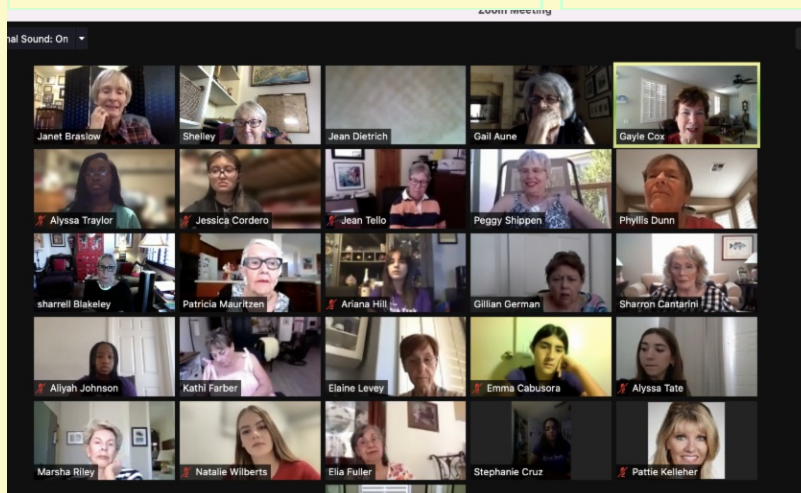 Zoom Meeting
nal Sound: On
Janet Braslow
Shelley
Jean Dietrich
Gail Aune
Gayle Cox
Alyssa Traylor
Jessica Cordero
Jean Tello
Peggy Shippen
Phyllis Dunn
sharrell Blakeley
Patricia Mauritzen
Ariana Hill
Gillian German
Sharron Cantarini
Aliyah Johnson
Kathi Farber
Elaine Levey
Emma Cabusora
Alyssa Tate
Marsha Riley
Natalie Wilberts
Elia Fuller
Stephanie Cruz
Pattie Kelleher